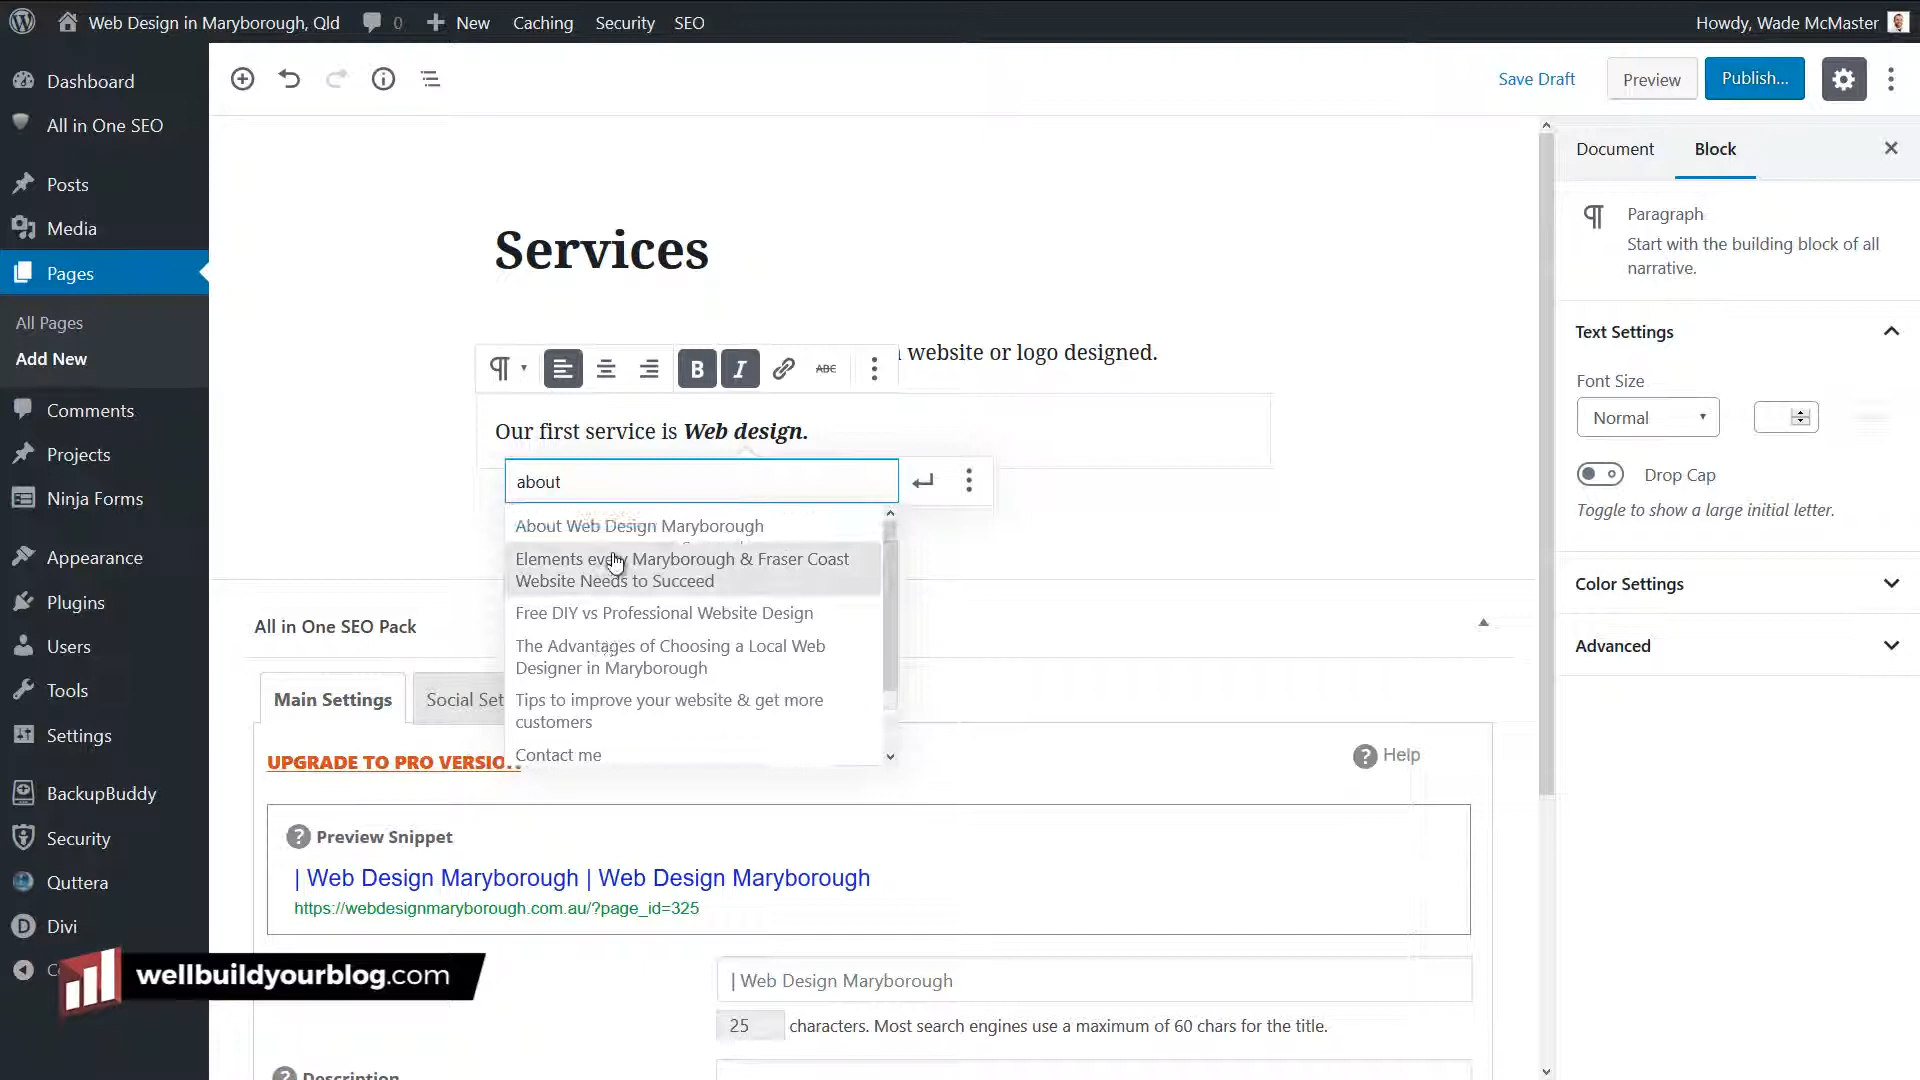 Web Design in Maryborough, Qld 0 New Caching Security SEO Howdy, Wade McMaster
Dashboard
All in One SEO
Posts
Media
Pages
All Pages
Add New
Comments
Projects
Ninja Forms
Appearance
Plugins
Users
Tools
Settings
BackupBuddy
Security
Quttera
Divi
wellbuildyourblog.com
Save Draft Preview Publish...
Services
website or logo designed.
B I ABC
Our first service is Web design.
about
About Web Design Maryborough
Elements every Maryborough & Fraser Coast
Website Needs to Succeed
Free DIY vs Professional Website Design
The Advantages of Choosing a Local Web
Designer in Maryborough
Tips to improve your website & get more
customers
Contact me
All in One SEO Pack
Main Settings Social Set
UPGRADE TO PRO VERSION
Help
Preview Snippet
| Web Design Maryborough | Web Design Maryborough
https://webdesignmaryborough.com.au/?page_id=325
| Web Design Maryborough
25 characters. Most search engines use a maximum of 60 chars for the title.
Description
Document Block
Paragraph
Start with the building block of all
narrative.
Text Settings
Font Size
Normal
Drop Cap
Toggle to show a large initial letter.
Color Settings
Advanced